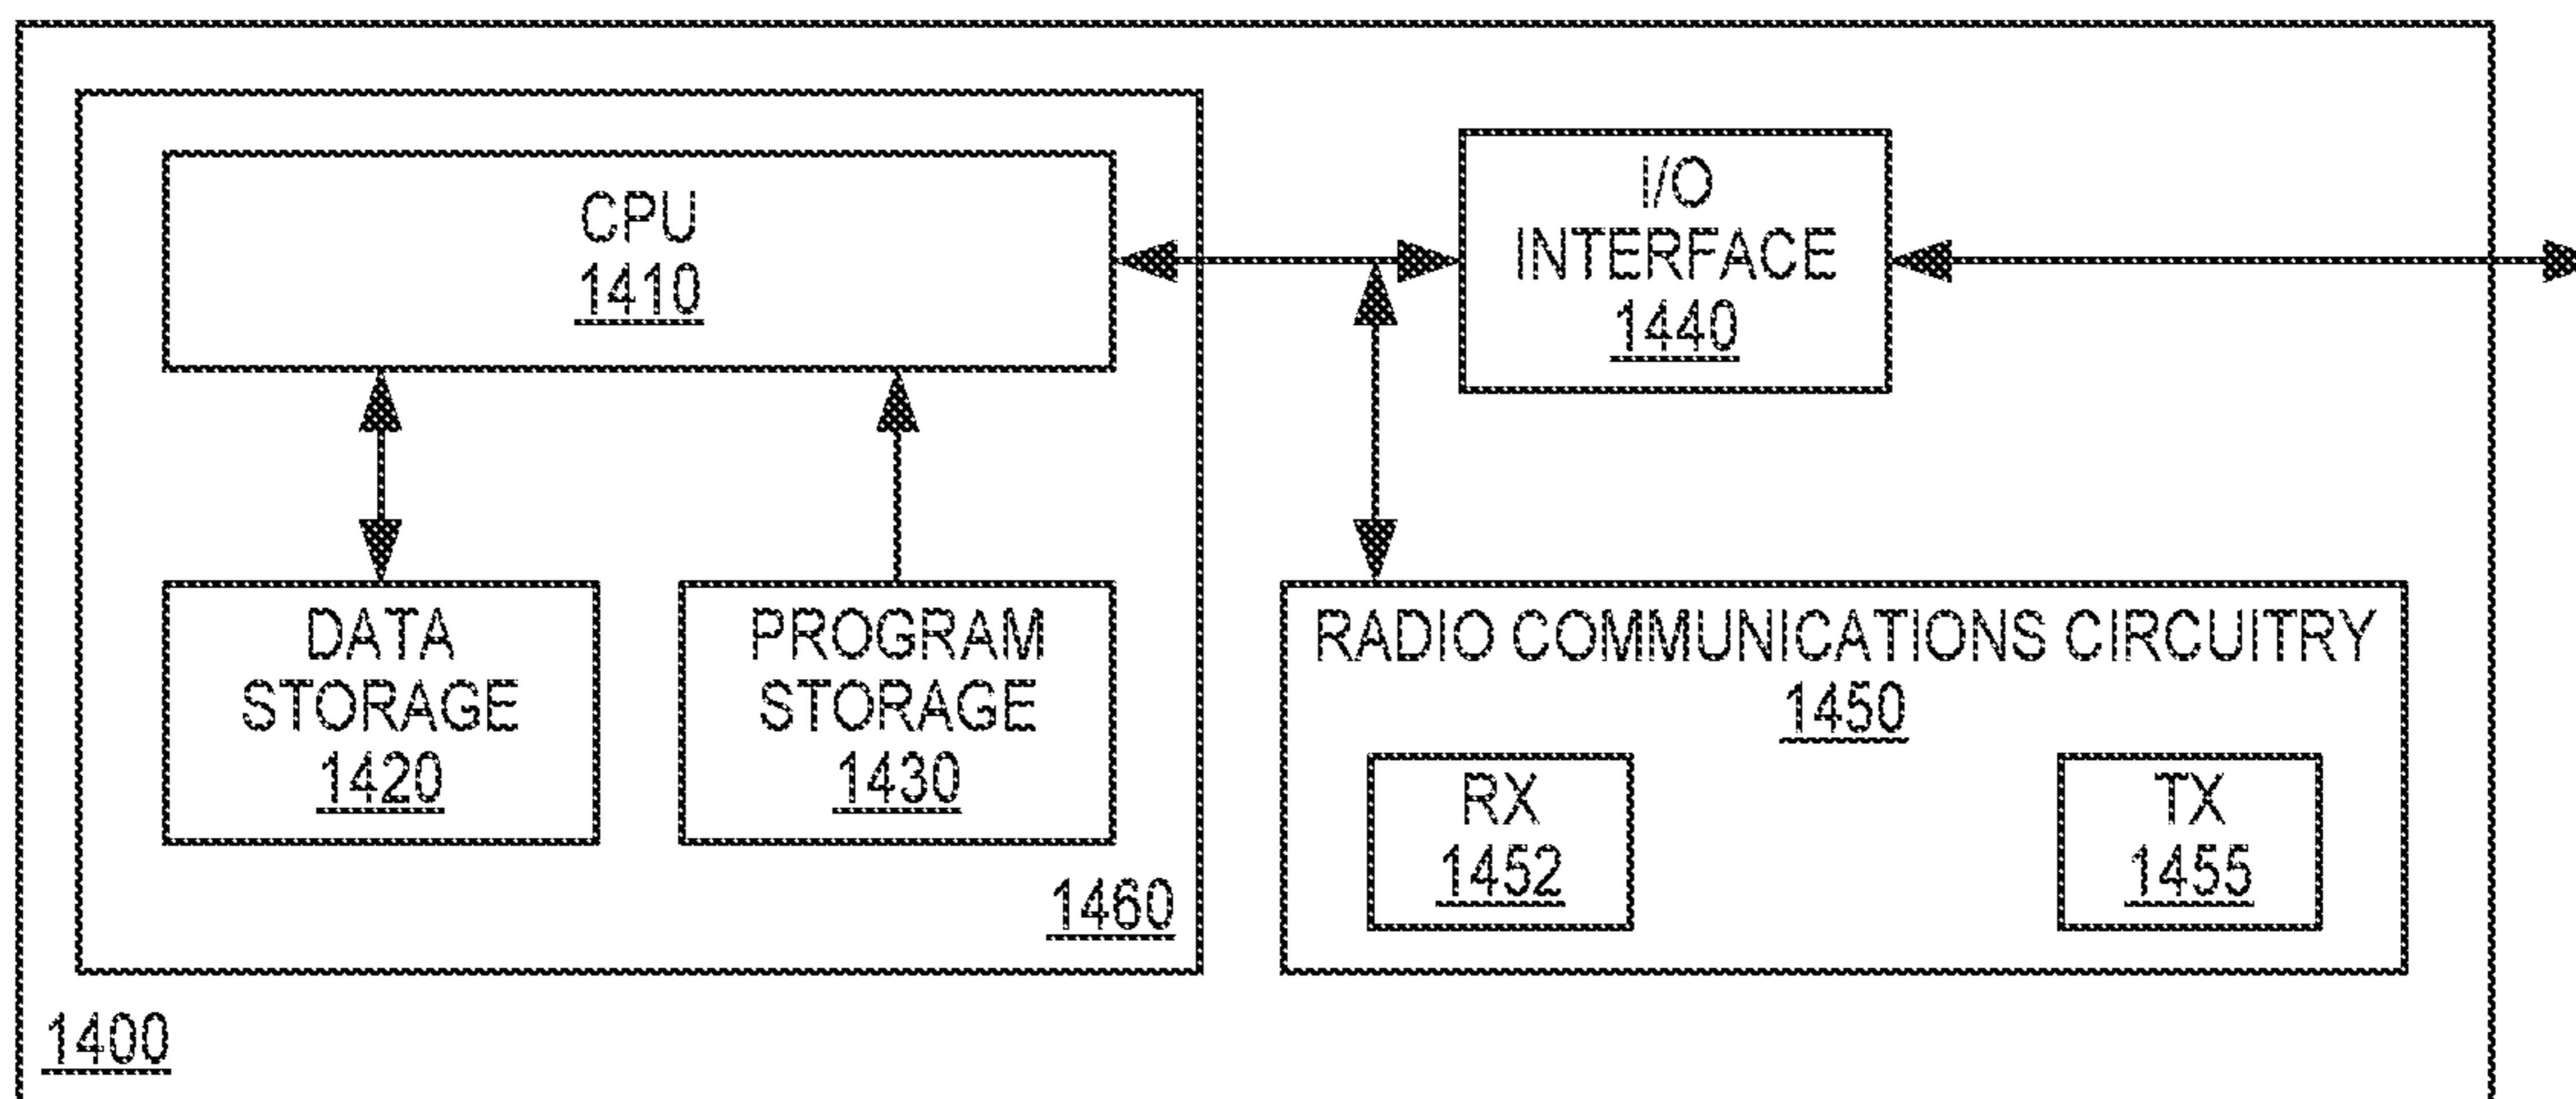 CPU
1410
I/O
INTERFACE
1440
DATA
STORAGE
1420
PROGRAM
STORAGE
1430
RADIO COMMUNICATIONS CIRCUITRY
1450
RX
1452
TX
1455
1460
1400